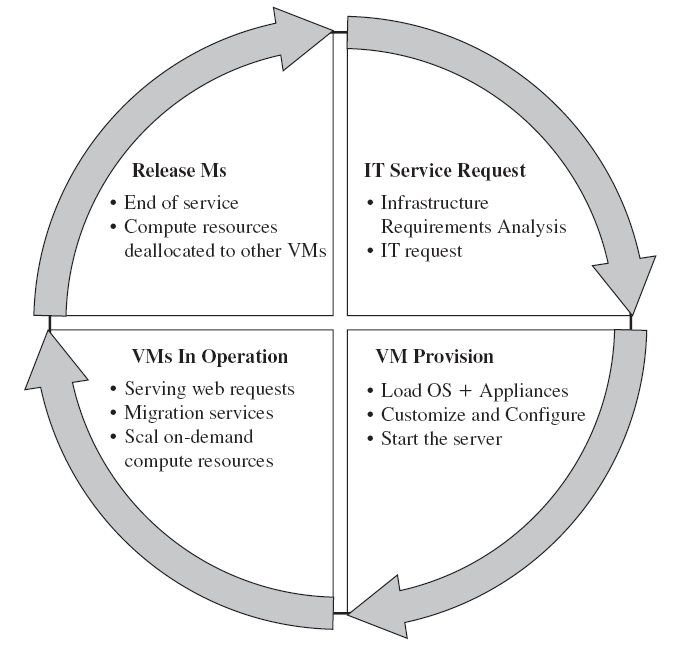 Release Ms
• End of service
• Compute resources
deallocated to other VMs
IT Service Request
• Infrastructure
Requirements Analysis
• IT request
VMs In Operation
• Serving web requests
• Migration services
• Scal on-demand
compute resources
VM Provision
• Load OS + Appliances
• Customize and Configure
• Start the server